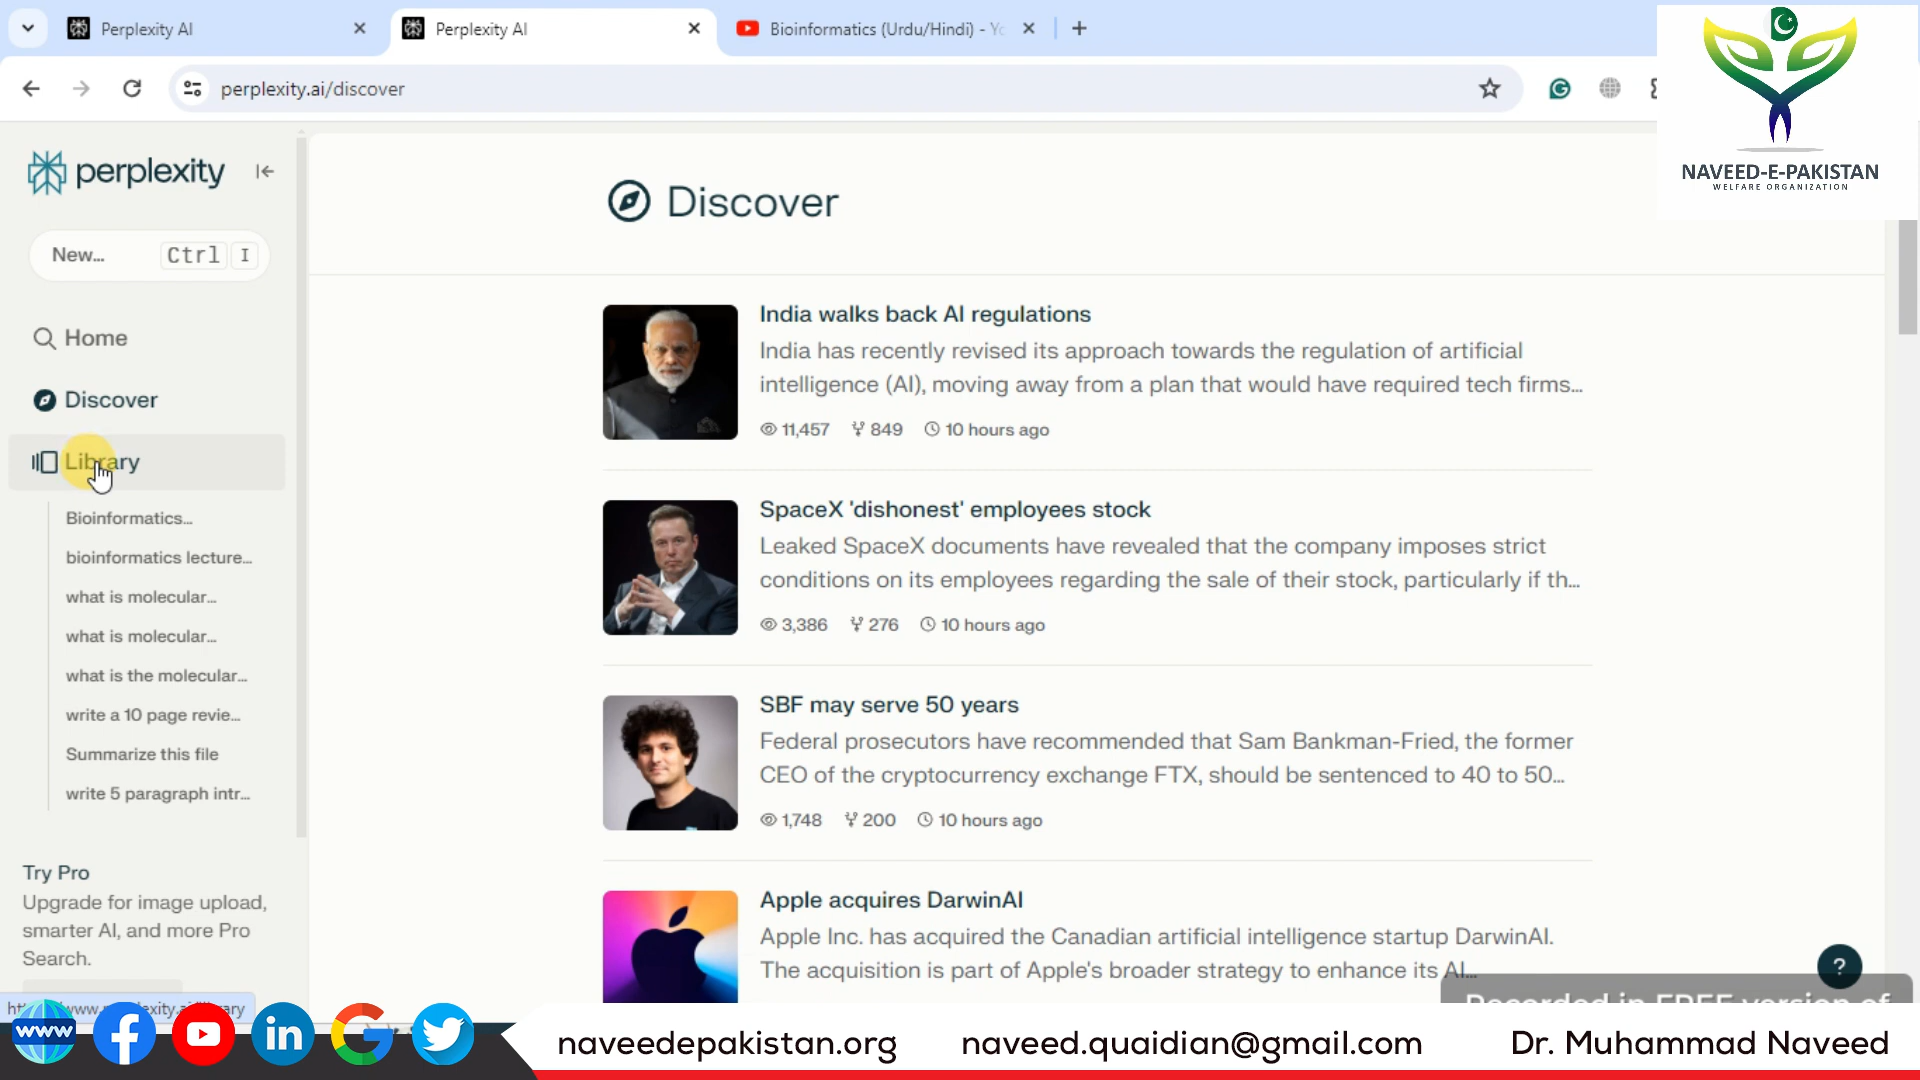 Perplexity AI
Perplexity AI
Bioinformatics (Urdu/Hindi) - Yo
perplexity.ai/discover
NAVEED-E-PAKISTAN
WELFARE ORGANIZATION
perplexity
New...
Ctrl
I
Home
Discover
Library
Bioinformatics...
bioinformatics lecture...
what is molecular...
what is molecular...
what is the molecular...
write a 10 page revie...
Summarize this file
write 5 paragraph intr...
Try Pro
Upgrade for image upload,
smarter AI, and more Pro
Search.
Discover
India walks back AI regulations
India has recently revised its approach towards the regulation of artificial
intelligence (AI), moving away from a plan that would have required tech firms...
11,457 849 10 hours ago
SpaceX 'dishonest' employees stock
Leaked SpaceX documents have revealed that the company imposes strict
conditions on its employees regarding the sale of their stock, particularly if th...
3,386 276 10 hours ago
SBF may serve 50 years
Federal prosecutors have recommended that Sam Bankman-Fried, the former
CEO of the cryptocurrency exchange FTX, should be sentenced to 40 to 50...
1,748 200 10 hours ago
Apple acquires DarwinAI
Apple Inc. has acquired the Canadian artificial intelligence startup DarwinAI.
The acquisition is part of Apple's broader strategy to enhance its AI...
?
Recorded in FREE version of
www
naveedepakistan.org
naveed.quaidian@gmail.com
Dr. Muhammad Naveed